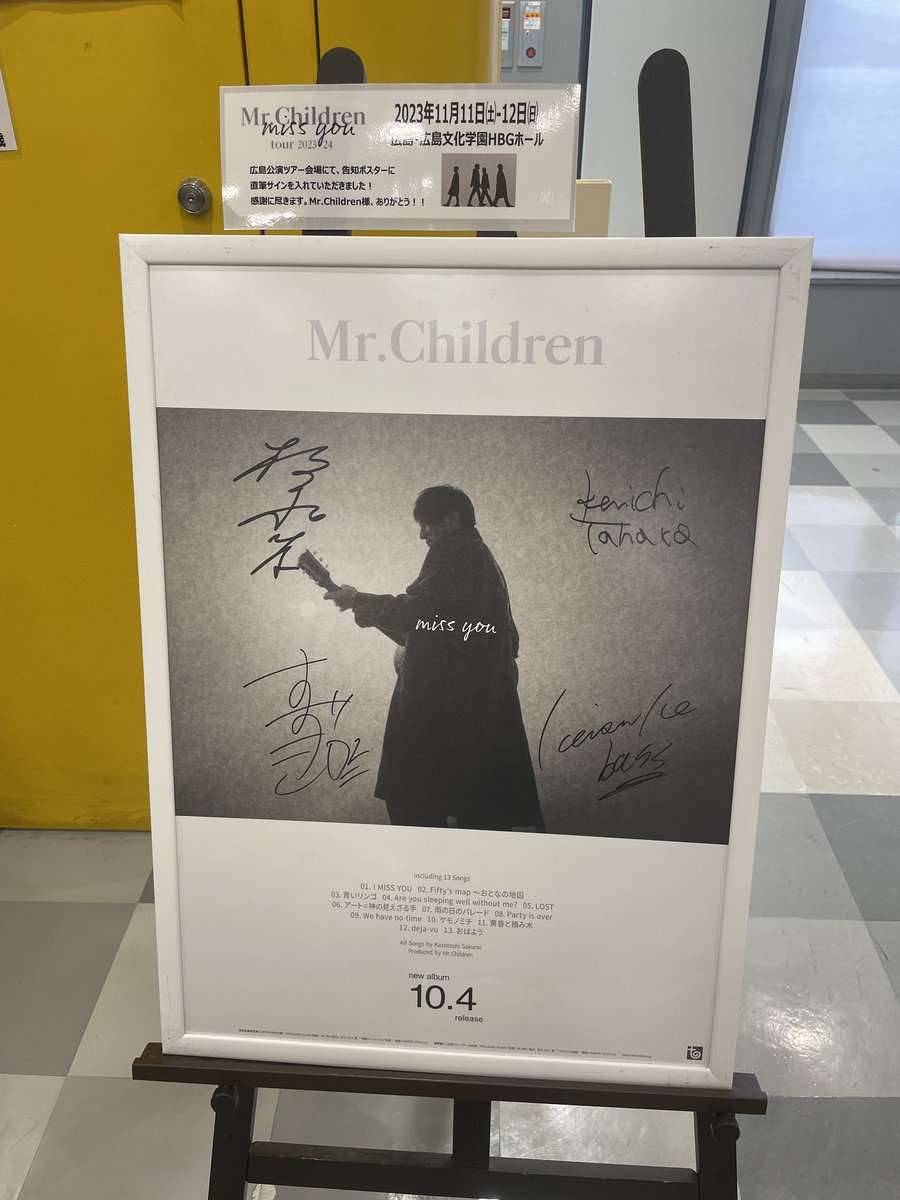 Mr.Children
miss you
tour 2023 24
2023年11月11日(土)-12日(日)
広島・広島文化学園HBGホール
広島公演ツアー会場にて、告知ポスターに
直筆サインを入れていただきました！
感謝に尽きます。Mr.Children様、ありがとう！！
Mr.Children
Kenichi
Tahara
miss you
bass
Including 13 Songs
01. I MISS YOU 02. Fifty's map ～おとなの地図
03. 青いリンゴ 04. Are you sleeping well without me? 05. LOST
06. アート=神の見えざる手 07. 雨の日のパレード 08. Party is over
09. We have no time 10. ケモノミチ 11. 黄昏と積み木
12. deja-vu 13. おはよう
All Songs by Kazutoshi Sakurai
Produced by Mr.Children
new album
10.4
release